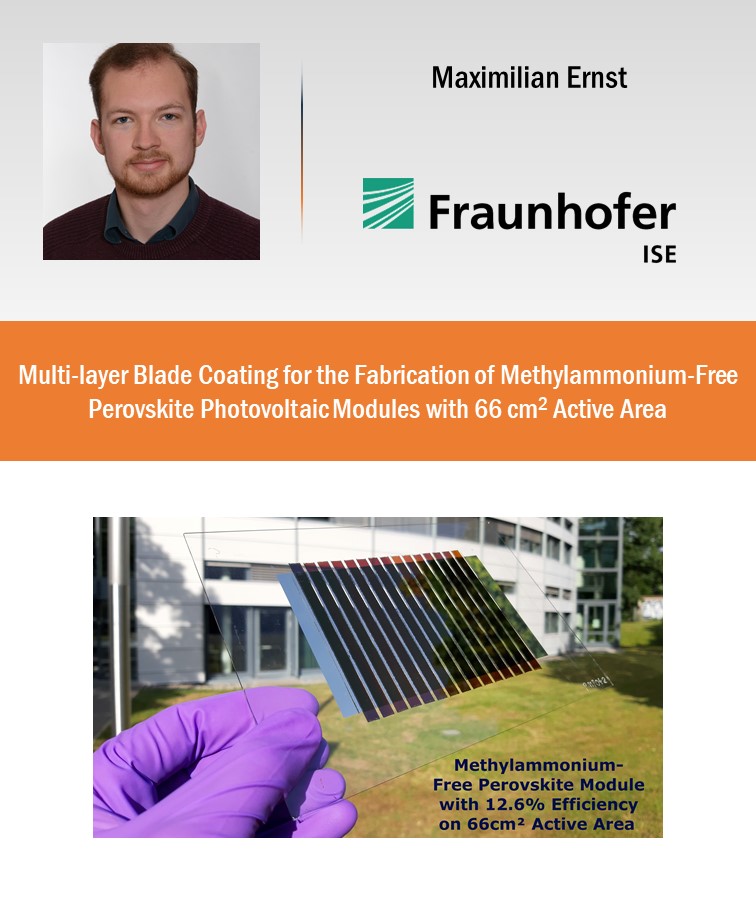 Maximilian Ernst
Fraunhofer
ISE
Multi-layer Blade Coating for the Fabrication of Methylammonium-Free
Perovskite Photovoltaic Modules with 66 cm² Active Area
Methylammonium-
Free Perovskite Module
with 12.6% Efficiency
on 66cm² Active Area